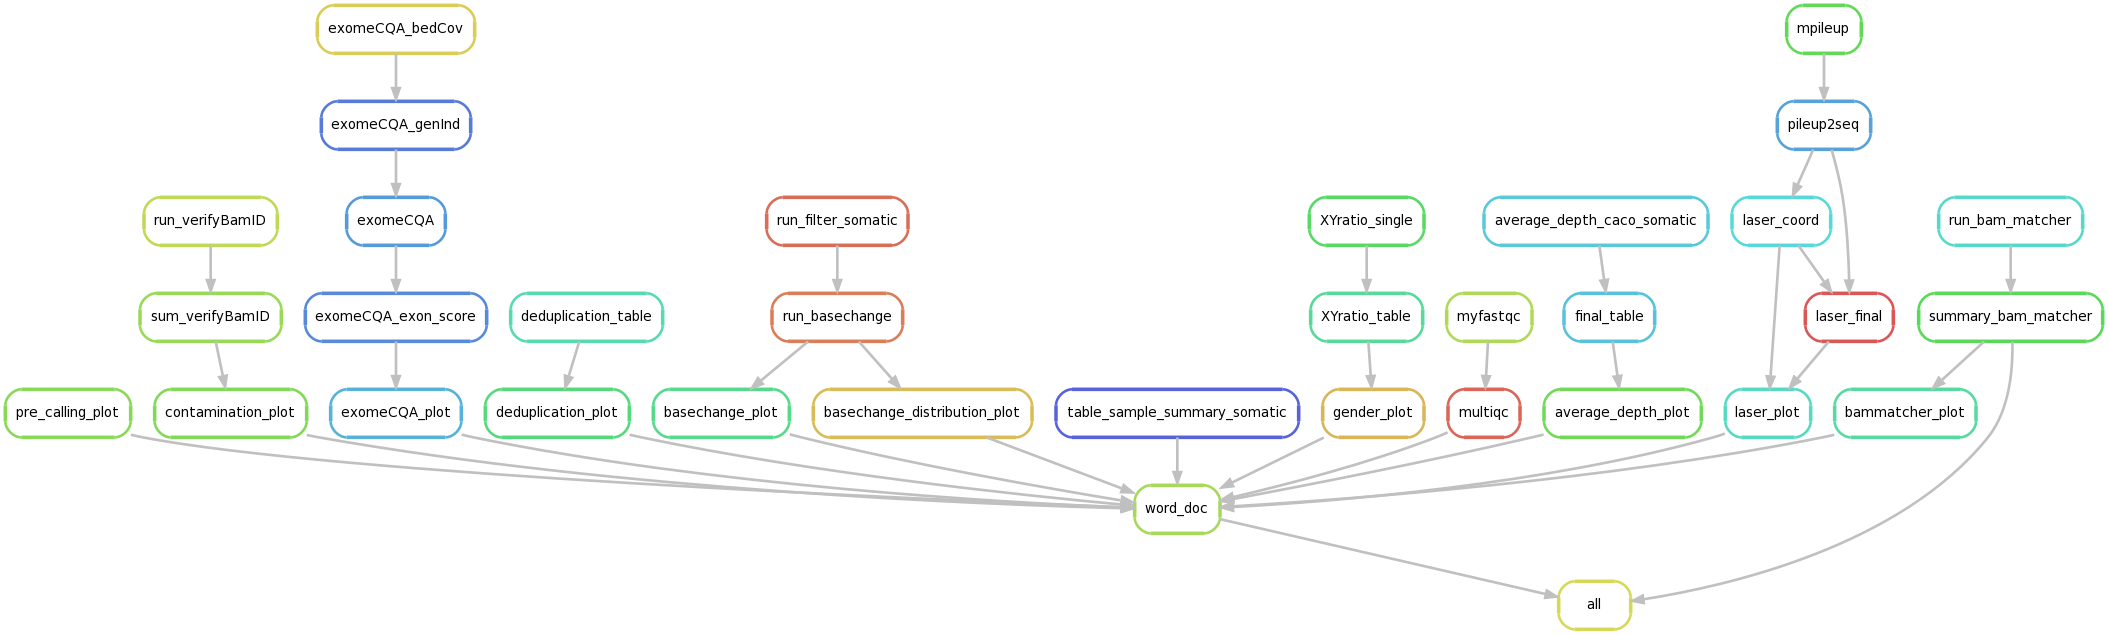 exomeCQA_bedCov
mpileup
exomeCQA_genInd
pileup2seq
run_verifyBamID
exomeCQA
run_filter_somatic
XYratio_single
average_depth_caco_somatic
laser_coord
run_bam_matcher
sum_verifyBamID
exomeCQA_exon_score
deduplication_table
run_basechange
XYratio_table
myfastqc
final_table
laser_final
summary_bam_matcher
pre_calling_plot
contamination_plot
exomeCQA_plot
deduplication_plot
basechange_plot
basechange_distribution_plot
table_sample_summary_somatic
gender_plot
multiqc
average_depth_plot
laser_plot
bammatcher_plot
word_doc
all